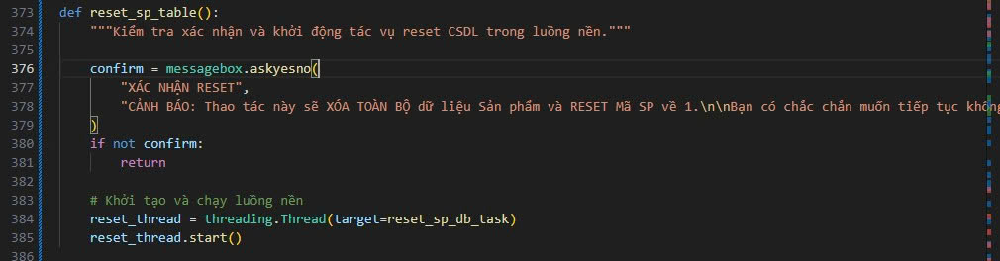 373 def reset_sp_table():
374 """Kiểm tra xác nhận và khởi động tác vụ reset CSDL trong luồng nền."""
375
376 confirm = messagebox.askyesno(
377 "XÁC NHẬN RESET",
378 "CẢNH BÁO: Thao tác này sẽ XÓA TOÀN BỘ dữ liệu Sản phẩm và RESET Mã SP về 1.\n\nBạn có chắc chắn muốn tiếp tục không
379 )
380 if not confirm:
381 return
382
383 # Khởi tạo và chạy luồng nền
384 reset_thread = threading.Thread(target=reset_sp_db_task)
385 reset_thread.start()
386